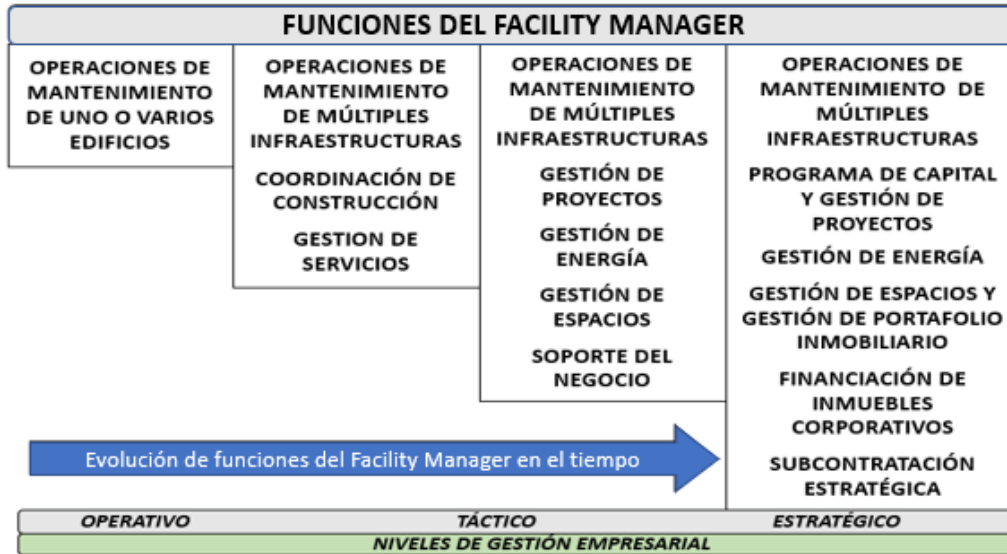 FUNCIONES DEL FACILITY MANAGER
OPERACIONES DE
MANTENIMIENTO
DE UNO O VARIOS
EDIFICIOS
OPERACIONES DE
MANTENIMIENTO
DE MÚLTIPLES
INFRAESTRUCTURAS
COORDINACIÓN DE
CONSTRUCCIÓN
GESTION DE
SERVICIOS
OPERACIONES DE
MANTENIMIENTO
DE MÚLTIPLES
INFRAESTRUCTURAS
GESTIÓN DE
PROYECTOS
GESTIÓN DE
ENERGÍA
GESTIÓN DE
ESPACIOS
SOPORTE DEL
NEGOCIO
OPERACIONES DE
MANTENIMIENTO DE
MÚLTIPLES
INFRAESTRUCTURAS
PROGRAMA DE CAPITAL
Y GESTIÓN DE
PROYECTOS
GESTIÓN DE ENERGÍA
GESTIÓN DE ESPACIOS Y
GESTIÓN DE PORTAFOLIO
INMOBILIARIO
FINANCIACIÓN DE
INMUEBLES
CORPORATIVOS
SUBCONTRATACIÓN
ESTRATÉGICA
Evolución de funciones del Facility Manager en el tiempo
OPERATIVO TÁCTICO ESTRATÉGICO
NIVELES DE GESTIÓN EMPRESARIAL